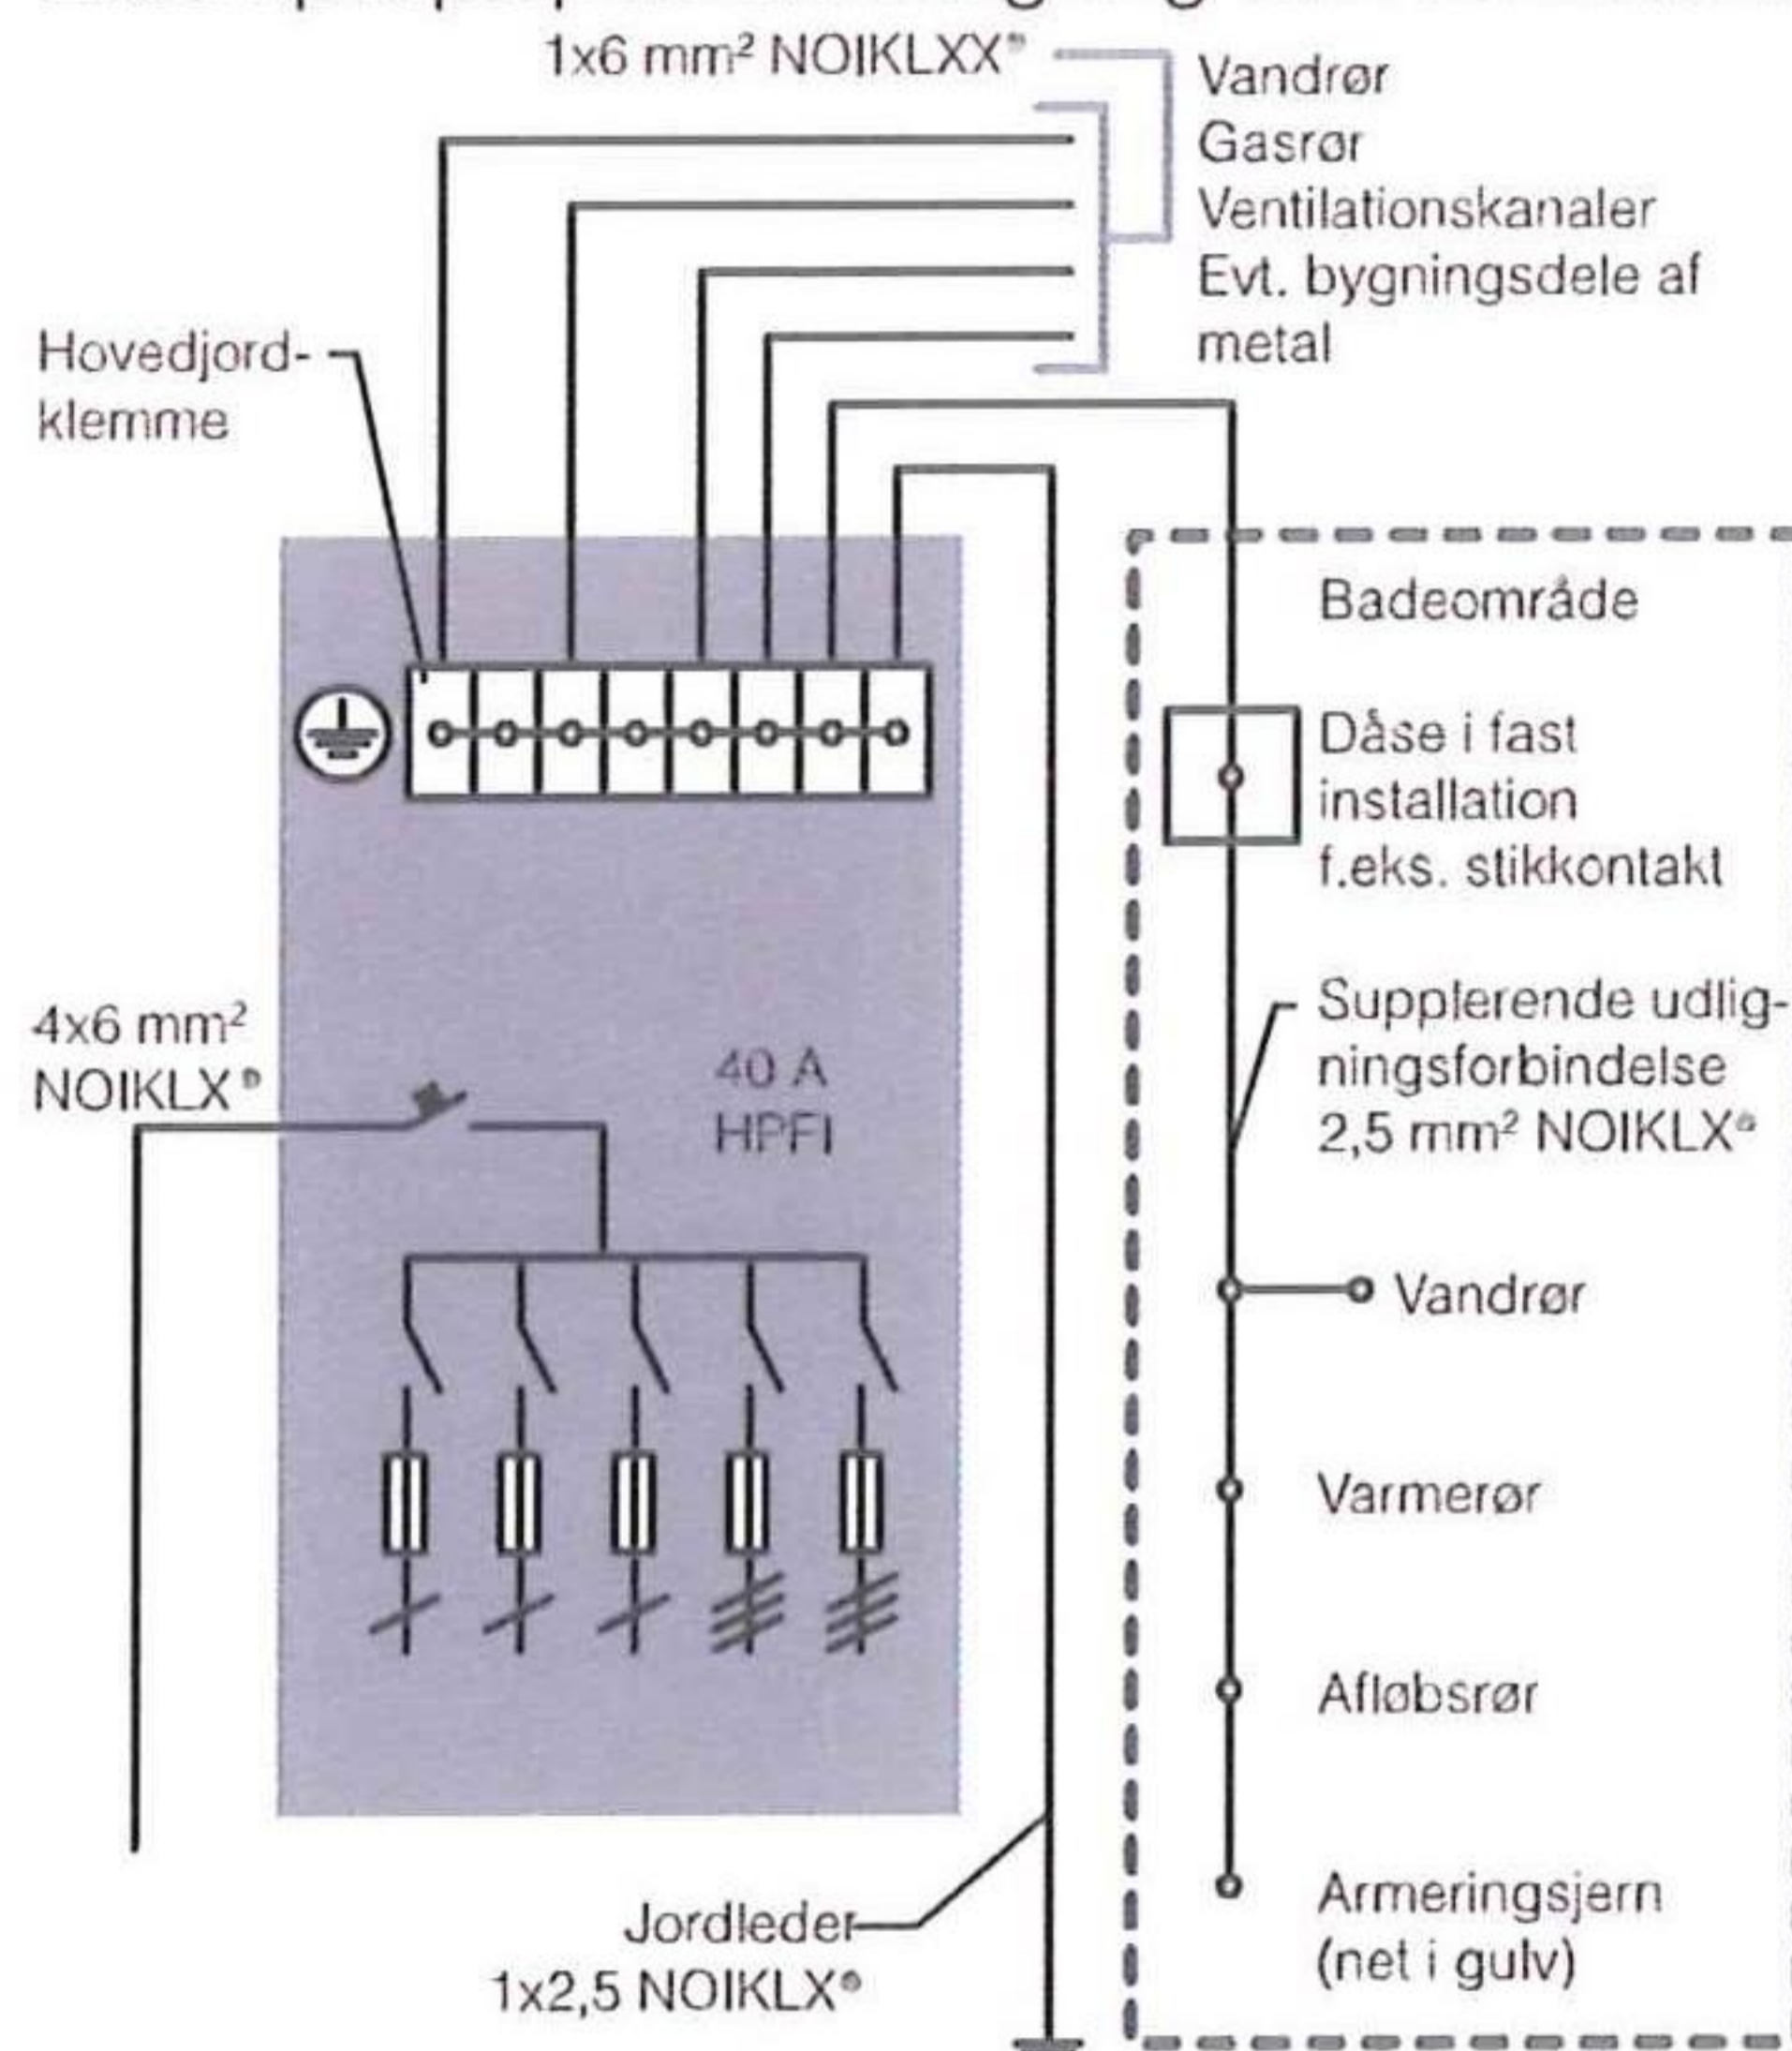 1x6 mm² NOIKLXX®
Vandrør
Gasrør
Ventilationskanaler
Evt. bygningsdele af
metal
Hovedjord-
klemme
Badeområde
Dåse i fast
installation
f.eks. stikkontakt
4x6 mm²
NOIKLX®
40 A
HPFI
Supplerende udlig-
ningsforbindelse
2,5 mm² NOIKLX®
Vandrør
Varmerør
Afløbsrør
Armeringsjern
(net i gulv)
Jordleder
1x2,5 NOIKLX®